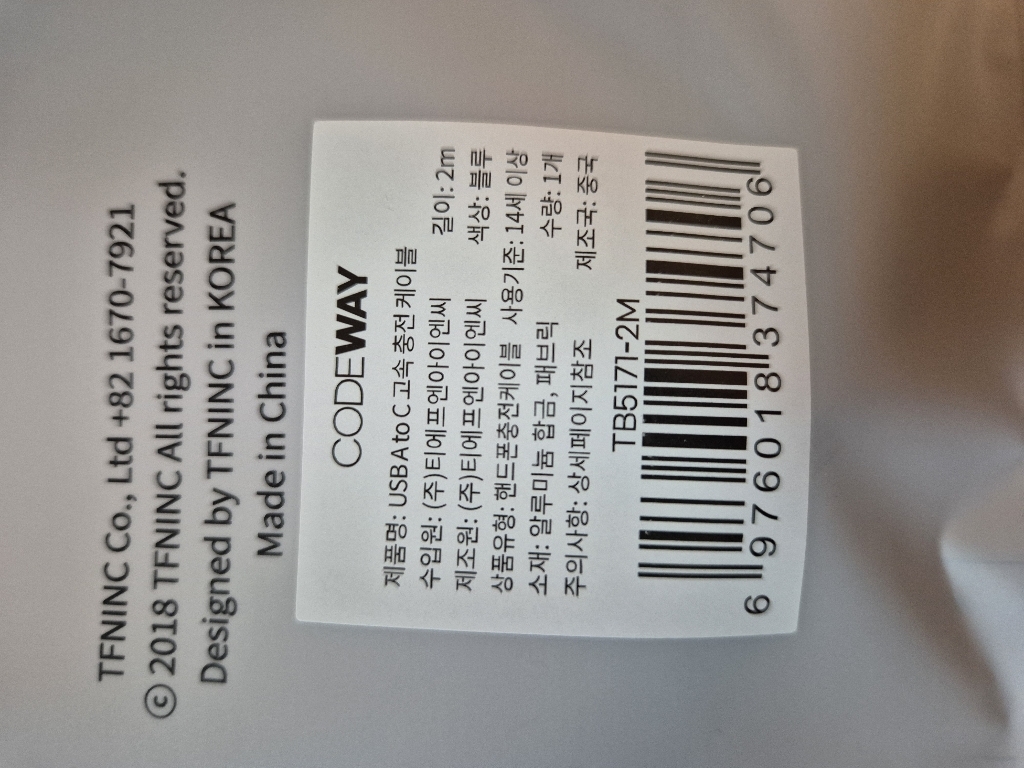 TFNINC Co., Ltd +82 1670-7921
ⓒ 2018 TFNINC All rights reserved.
Designed by TFNINC in KOREA
Made in China
CODEWAY
제품명: USB A to C 고속 충전 케이블
수입원: (주)티에프엔아이엔씨 길이: 2m
제조원: (주)티에프엔아이엔씨 색상: 블루
상품유형: 핸드폰충전케이블 사용기준: 14세 이상
소재: 알루미늄 합금, 패브릭 수량: 1개
주의사항: 상세페이지참조 제조국: 중국
TB5171-2M
6 976018 374706